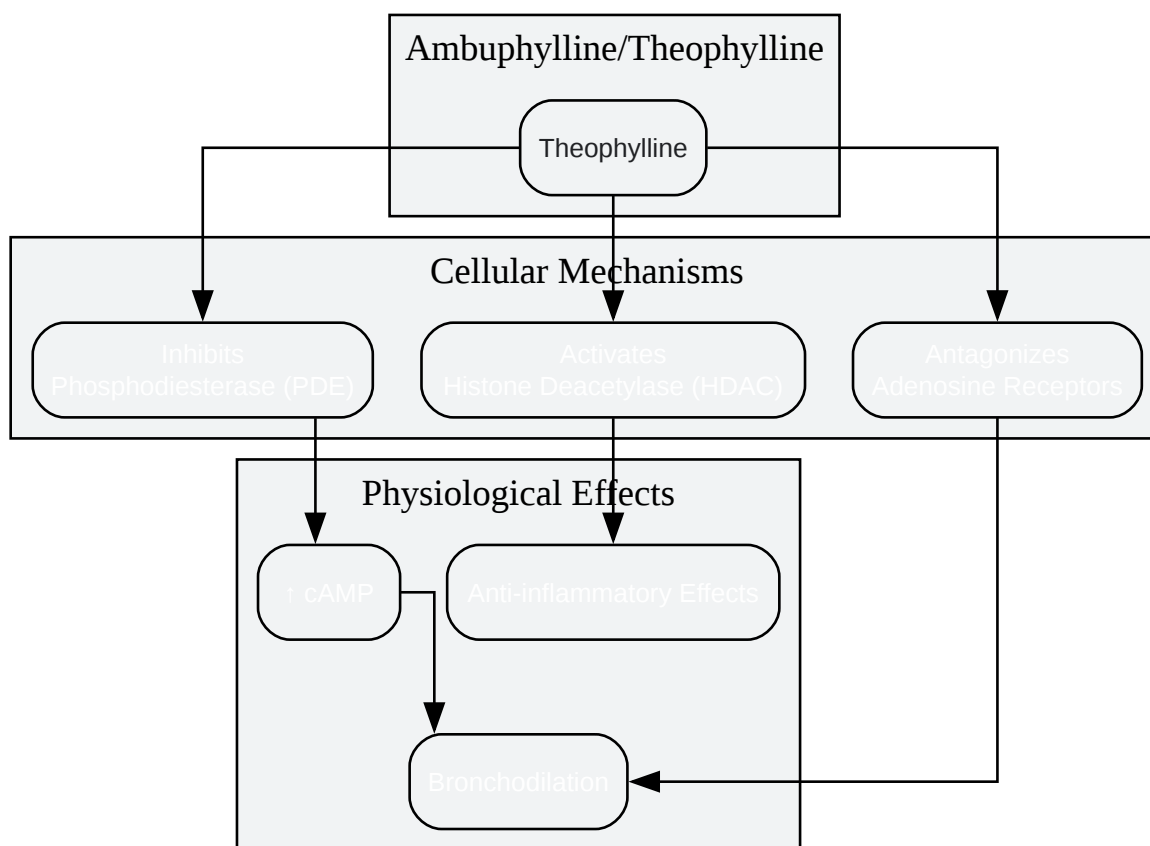 Ambuphylline/Theophylline
Theophylline
Cellular Mechanisms
Inhibits
Phosphodiesterase (PDE)
Activates
Histone Deacetylase (HDAC)
Antagonizes
Adenosine Receptors
Physiological Effects
↑ cAMP
Anti-inflammatory Effects
Bronchodilation